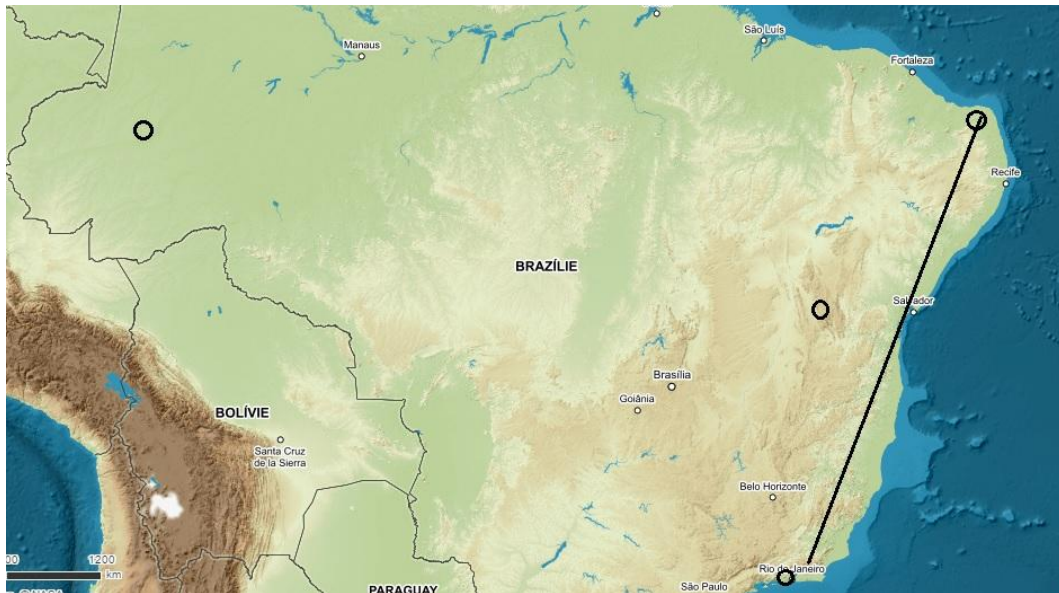 São Luís
Manaus
Fortaleza
Recife
BRAZÍLIE
Salvador
Brasília
Goiânia
BOLÍVIE
Santa Cruz
de la Sierra
Belo Horizonte
1200
km
Rio de Janeiro
São Paulo
PARAGUAY